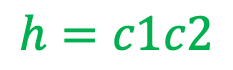 h = c1c2